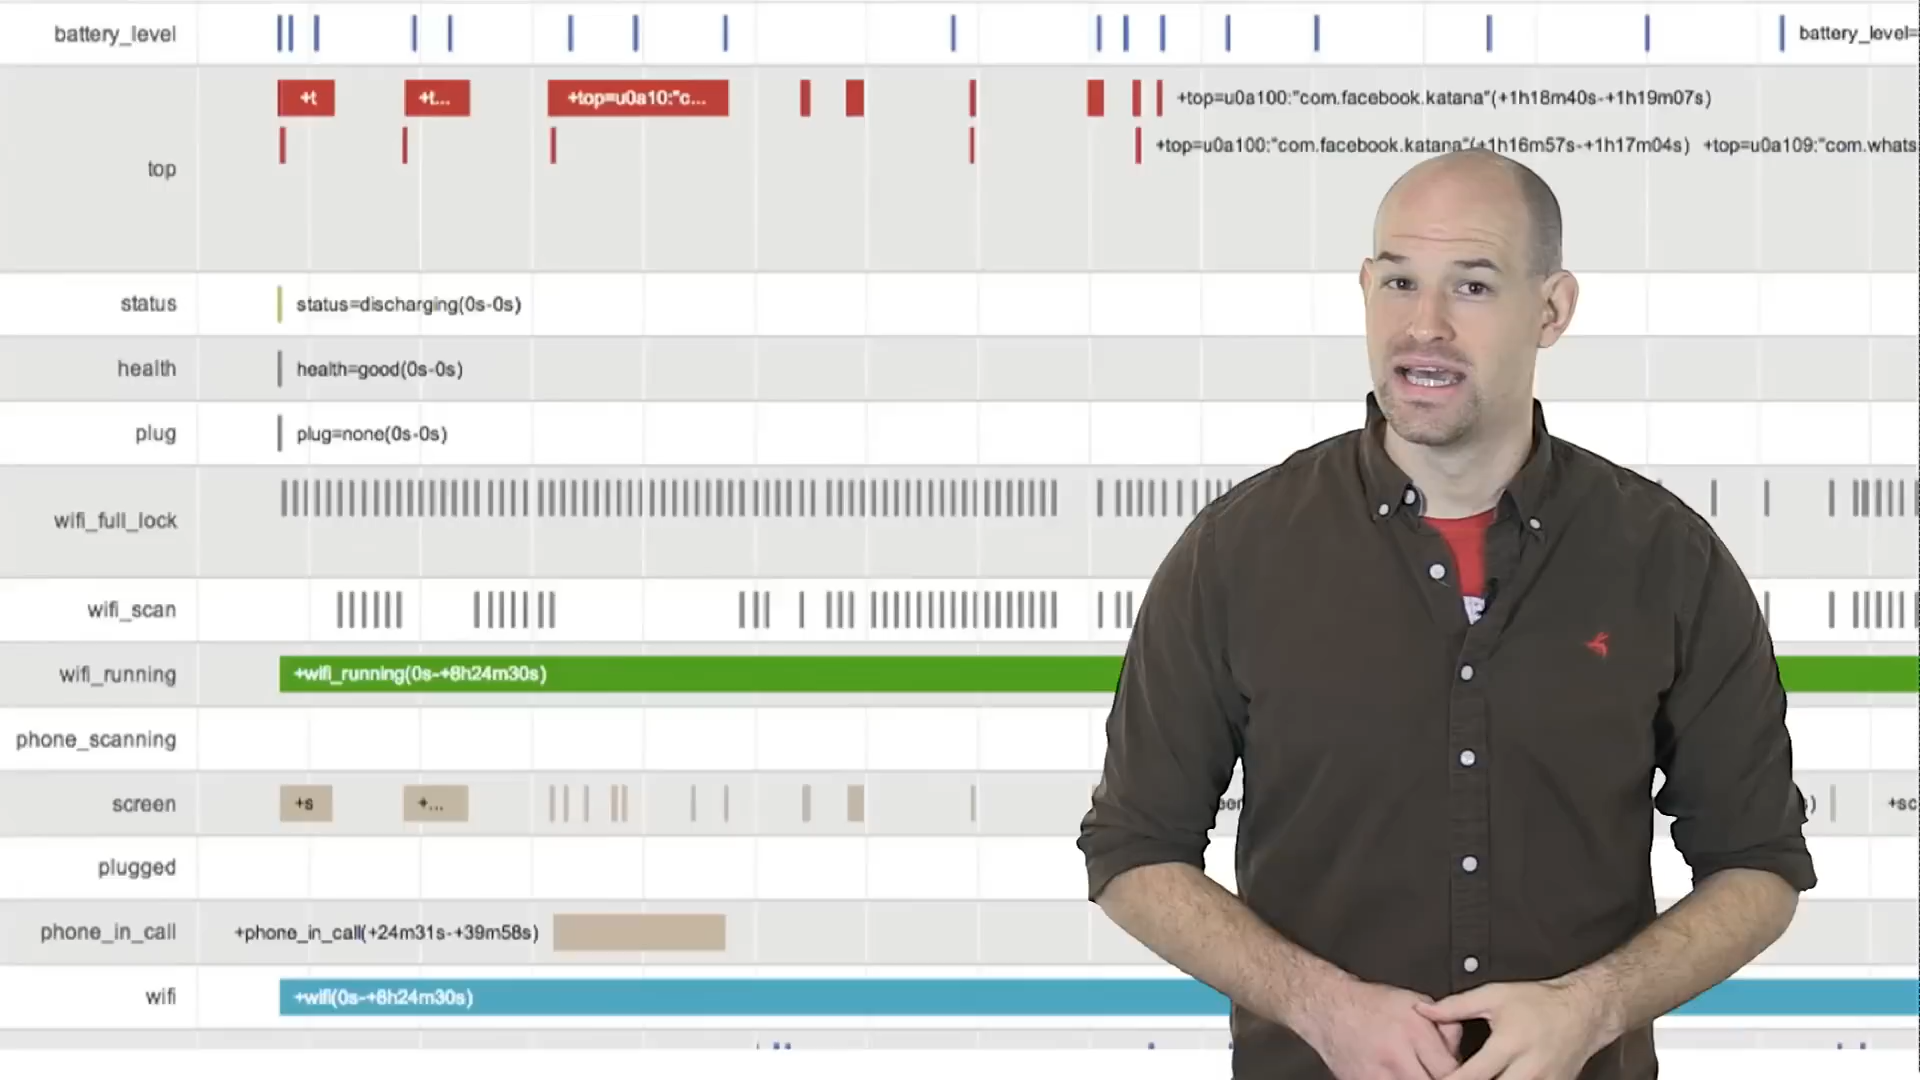 battery_level
battery_level=
+t +t... +top=u0a10:"c... +top=u0a100:"com.facebook.katana"(+1h18m40s-+1h19m07s)
+top=u0a100:"com.facebook.katana"(+1h16m57s-+1h17m04s) +top=u0a109:"com.whats
top
status status=discharging(0s-0s)
health health=good(0s-0s)
plug plug=none(0s-0s)
wifi_full_lock
wifi_scan
wifi_running +wifi_running(0s-+8h24m30s)
phone_scanning
screen +s +... +sc
plugged
phone_in_call +phone_in_call(+24m31s-+39m58s)
wifi +wifi(0s-+8h24m30s)